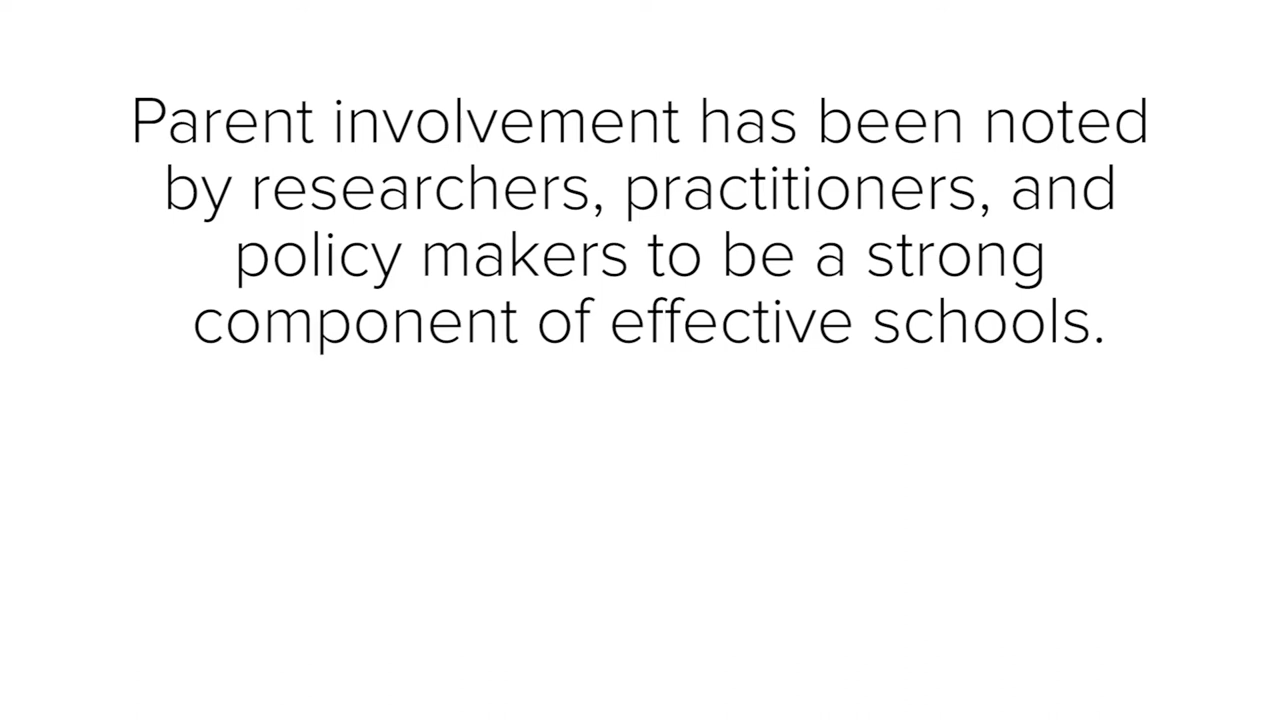 Parent involvement has been noted
by researchers, practitioners, and
policy makers to be a strong
component of effective schools.